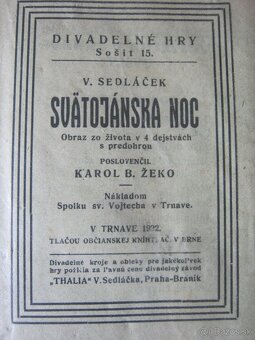 DIVADELNÉ HRY
Sošit 15.
V. SEDLÁČEK
SVÄTOJÁNSKA NOC
Obraz zo života v 4 dejstvách
s predohrou
POSLOVENČIL
KAROL B. ŽEKO
Nákladom
Spolku sv. Vojtecha v Trnave.
V TRNAVE 1922.
TLAČOU OBČIANSKEJ KNÍHT. AČ. V BRNE
Divadelné kroje a obleky pre jakékoľvek
hry požičia za ľavnú cenu divadelný závod
„THALIA“ V. Sedláčka, Praha-Bráník